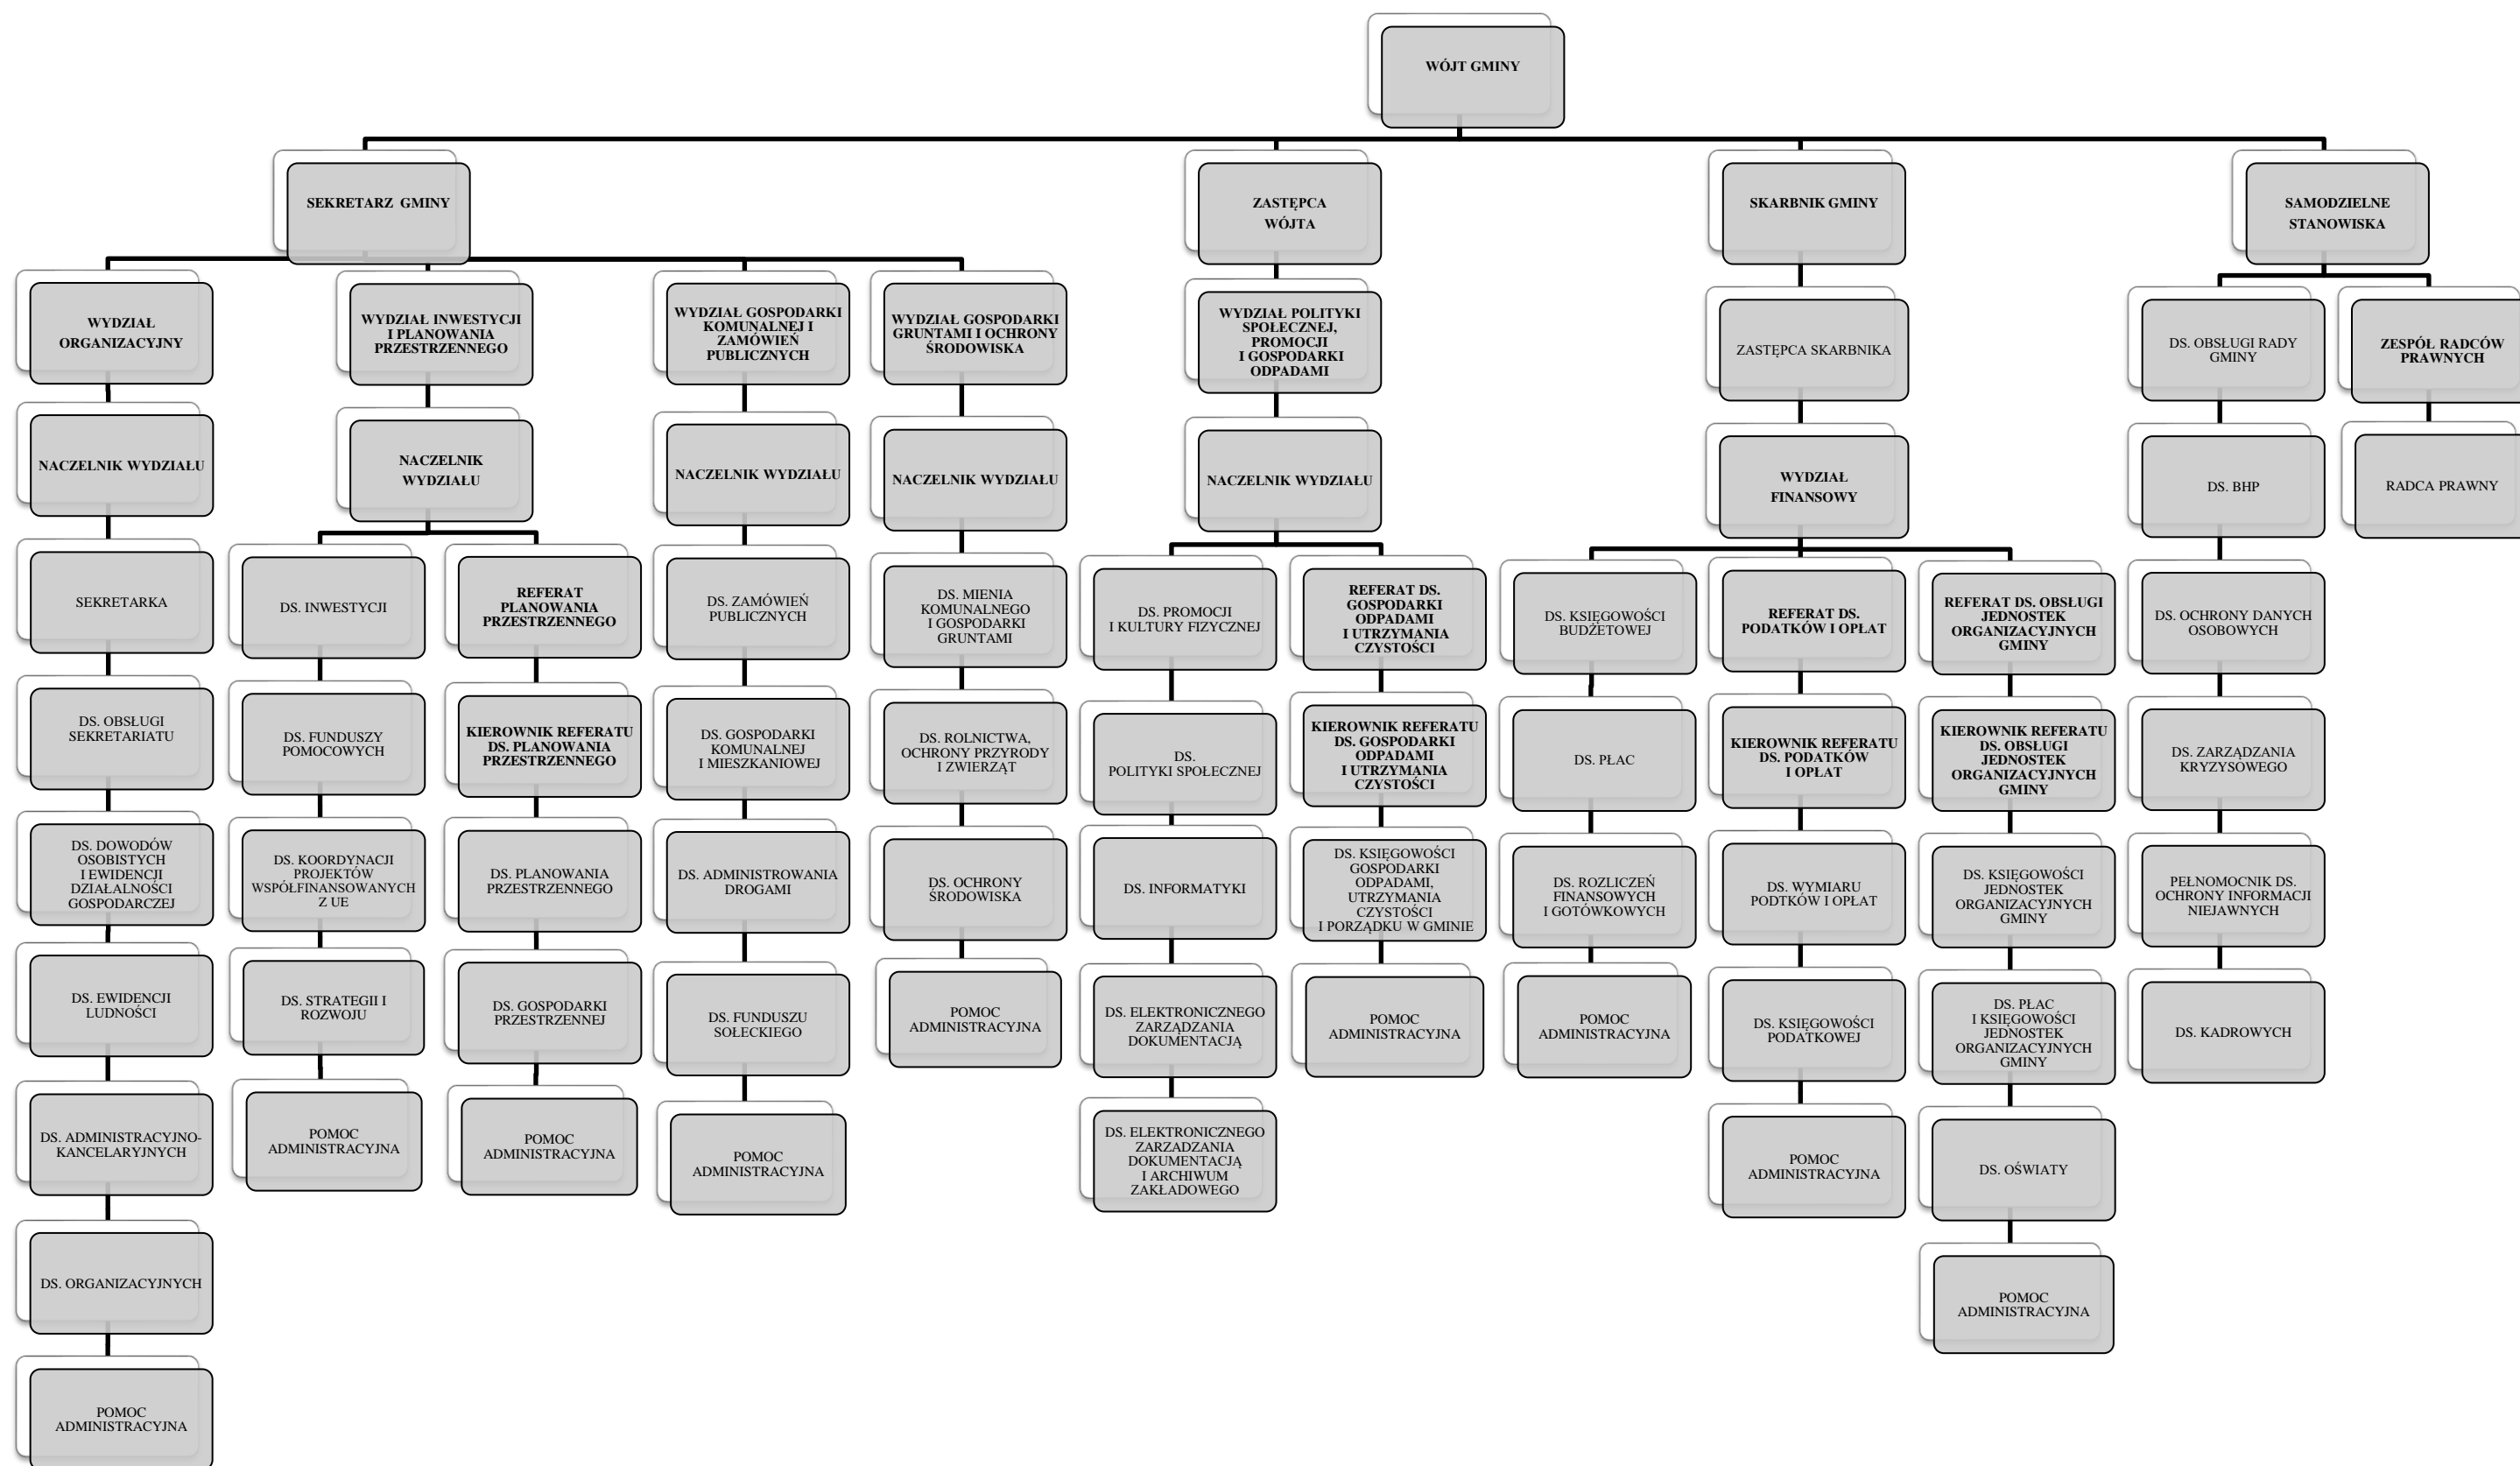 WÓJT GMINY
SEKRETARZ GMINY
ZASTĘPCA
WÓJTA
SKARBNIK GMINY
SAMODZIELNE
STANOWISKA
WYDZIAŁ
ORGANIZACYJNY
WYDZIAŁ INWESTYCJI
I PLANOWANIA
PRZESTRZENNEGO
WYDZIAŁ GOSPODARKI
KOMUNALNEJ I
ZAMÓWIEŃ
PUBLICZNYCH
WYDZIAŁ GOSPODARKI
GRUNTAMI I OCHRONY
ŚRODOWISKA
WYDZIAŁ POLITYKI
SPOŁECZNEJ,
PROMOCJI
I GOSPODARKI
ODPADAMI
ZASTĘPCA SKARBNIKA
DS. OBSŁUGI RADY
GMINY
ZESPÓŁ RADCÓW
PRAWNYCH
NACZELNIK WYDZIAŁU
NACZELNIK
WYDZIAŁU
NACZELNIK WYDZIAŁU
NACZELNIK WYDZIAŁU
NACZELNIK WYDZIAŁU
WYDZIAŁ
FINANSOWY
DS. BHP
RADCA PRAWNY
SEKRETARKA
DS. INWESTYCJI
REFERAT
PLANOWANIA
PRZESTRZENNEGO
DS. ZAMÓWIEŃ
PUBLICZNYCH
DS. MIENIA
KOMUNALNEGO
I GOSPODARKI
GRUNTAMI
DS. PROMOCJI
I KULTURY FIZYCZNEJ
REFERAT DS.
GOSPODARKI
ODPADAMI
I UTRZYMANIA
CZYSTOŚCI
DS. KSIĘGOWOŚCI
BUDŻETOWEJ
REFERAT DS.
PODATKÓW I OPŁAT
REFERAT DS. OBSŁUGI
JEDNOSTEK
ORGANIZACYJNYCH
GMINY
DS. OCHRONY DANYCH
OSOBOWYCH
DS. OBSŁUGI
SEKRETARIATU
DS. FUNDUSZY
POMOCOWYCH
KIEROWNIK REFERATU
DS. PLANOWANIA
PRZESTRZENNEGO
DS. GOSPODARKI
KOMUNALNEJ
I MIESZKANIOWEJ
DS. ROLNICTWA,
OCHRONY PRZYRODY
I ZWIERZĄT
DS.
POLITYKI SPOŁECZNEJ
KIEROWNIK REFERATU
DS. GOSPODARKI
ODPADAMI
I UTRZYMANIA
CZYSTOŚCI
DS. PŁAC
KIEROWNIK REFERATU
DS. PODATKÓW
I OPŁAT
KIEROWNIK REFERATU
DS. OBSŁUGI
JEDNOSTEK
ORGANIZACYJNYCH
GMINY
DS. ZARZĄDZANIA
KRYZYSOWEGO
DS. DOWODÓW
OSOBISTYCH
I EWIDENCJI
DZIAŁALNOŚCI
GOSPODARCZEJ
DS. KOORDYNACJI
PROJEKTÓW
WSPÓŁFINANSOWANYCH
Z UE
DS. PLANOWANIA
PRZESTRZENNEGO
DS. ADMINISTROWANIA
DROGAMI
DS. OCHRONY
ŚRODOWISKA
DS. INFORMATYKI
DS. KSIĘGOWOŚCI
GOSPODARKI
ODPADAMI,
UTRZYMANIA
CZYSTOŚCI
I PORZĄDKU W GMINIE
DS. ROZLICZEŃ
FINANSOWYCH
I GOTÓWKOWYCH
DS. WYMIARU
PODTKÓW I OPŁAT
DS. KSIĘGOWOŚCI
JEDNOSTEK
ORGANIZACYJNYCH
GMINY
PEŁNOMOCNIK DS.
OCHRONY INFORMACJI
NIEJAWNYCH
DS. EWIDENCJI
LUDNOŚCI
DS. STRATEGII I
ROZWOJU
DS. GOSPODARKI
PRZESTRZENNEJ
DS. FUNDUSZU
SOŁECKIEGO
POMOC
ADMINISTRACYJNA
DS. ELEKTRONICZNEGO
ZARZĄDZANIA
DOKUMENTACJĄ
POMOC
ADMINISTRACYJNA
POMOC
ADMINISTRACYJNA
DS. KSIĘGOWOŚCI
PODATKOWEJ
DS. PŁAC
I KSIĘGOWOŚCI
JEDNOSTEK
ORGANIZACYJNYCH
GMINY
DS. KADROWYCH
DS. ADMINISTRACYJNO-
KANCELARYJNYCH
POMOC
ADMINISTRACYJNA
POMOC
ADMINISTRACYJNA
POMOC
ADMINISTRACYJNA
DS. ELEKTRONICZNEGO
ZARZADZANIA
DOKUMENTACJĄ
I ARCHIWUM
ZAKŁADOWEGO
POMOC
ADMINISTRACYJNA
DS. OŚWIATY
DS. ORGANIZACYJNYCH
POMOC
ADMINISTRACYJNA
POMOC
ADMINISTRACYJNA